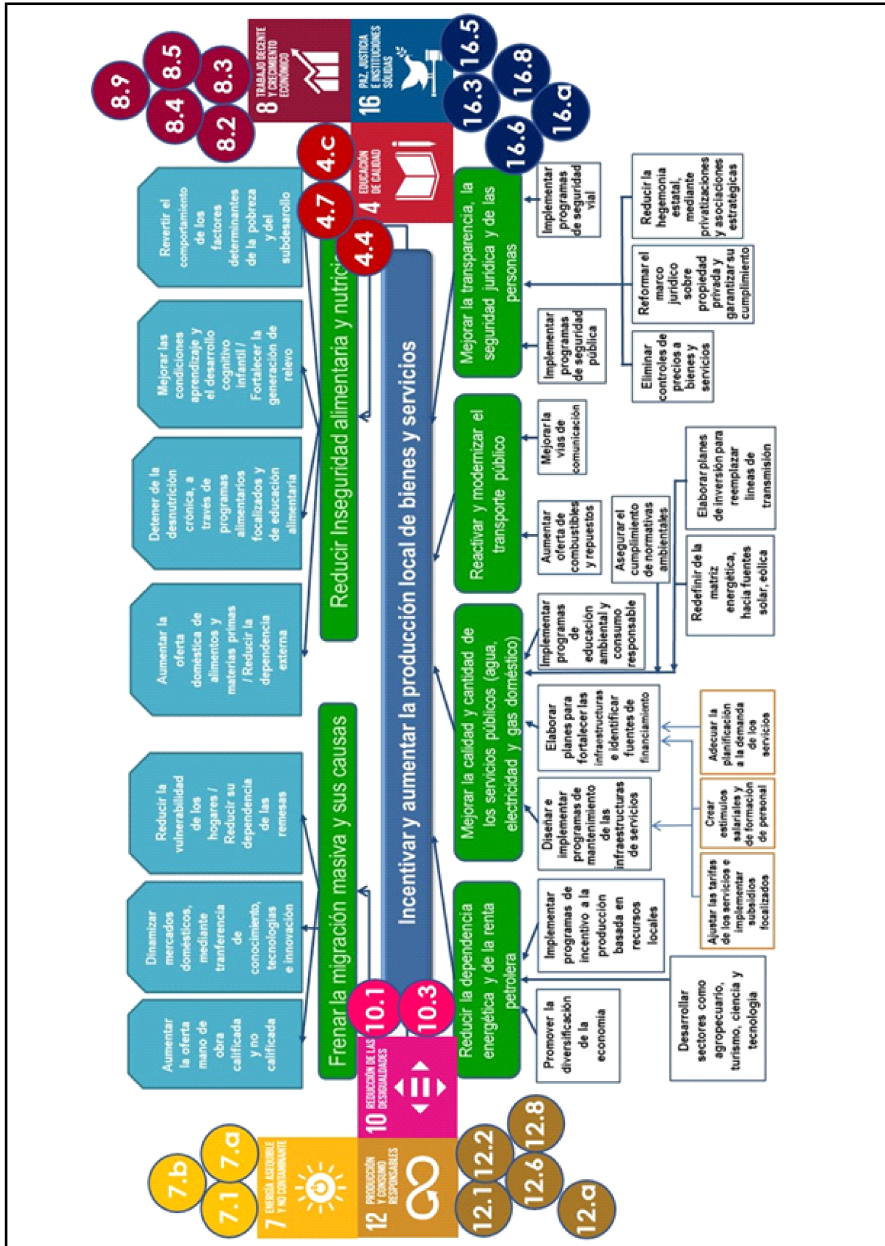 7.b
7.1
7.a
7 ENERGÍA ASEQUIBLE
Y NO CONTAMINANTE
12 PRODUCCIÓN
Y CONSUMO
RESPONSABLES
10 REDUCCIÓN DE LAS
DESIGUALDADES
12.1
12.2
12.6
12.8
12.a
10.1
10.3
Aumentar
la oferta
mano de
obra
calificada
y no
calificada
Dinamizar
mercados
domésticos,
mediante
tranferencia
de
conocimiento,
tecnologías
e innovación
Reducir la
vulnerabilidad
de los
hogares /
Reducir su
dependencia
de las
remesas
Aumentar la
oferta
doméstica de
alimentos y
materias primas
/ Reducir la
dependencia
externa
Detener de la
desnutrición
crónica, a
través de
programas
alimentarios
focalizados y
de educación
alimentaria
Mejorar las
condiciones
aprendizaje y
el desarrollo
cognitivo
infantil /
Fortalecer la
generación de
relevo
Revertir el
comportamiento
de los
factores
determinantes
de la pobreza
y del
subdesarollo
8.9
8.4
8.5
8.2
8.3
8 TRABAJO DECENTE
Y CRECIMIENTO
ECONÓMICO
16 PAZ, JUSTICIA
E INSTITUCIONES
SÓLIDAS
4 EDUCACIÓN
DE CALIDAD
4.7
4.c
4.4
16.3
16.5
16.6
16.8
16.a
Frenar la migración masiva y sus causas
Reducir Inseguridad alimentaria y nutricio
Incentivar y aumentar la producción local de bienes y servicios
Reducir la dependencia
energética y de la renta
petrolera
Mejorar la calidad y cantidad de
los servicios públicos (agua,
electricidad y gas doméstico)
Reactivar y modernizar el
transporte público
Mejorar la transparencia, la
seguridad jurídica y de las
personas
Promover la
diversificación
de la
economía
Implementar
programas de
incentivo a la
producción
basada en
recursos
locales
Desarrollar
sectores como
agropecuario,
turismo, ciencia y
tecnología
Diseñar e
implementar
programas de
mantenimiento
de las
infraestructuras
de servicios
Elaborar
planes para
fortalecer las
infraestructuras
e identificar
fuentes de
financiamiento
Implementar
programas
de
educación
ambiental y
consumo
responsable
Asegurar el
cumplimiento
de normativas
ambientales
Redefinir de la
matriz
energética,
hacia fuentes
solar, eólica
Elaborar planes
de inversión para
reemplazar
líneas de
transmisión
Ajustar las tarifas
de los servicios e
implementar
subsidios
focalizados
Crear
estímulos
salariales y
de formación
de personal
Adecuar la
planificación
a la demanda
de los
servicios
Aumentar
oferta de
combustibles
y repuestos
Mejorar la
vías de
comunicación
Implementar
programas
de seguridad
pública
Implementar
programas
de seguridad
vial
Eliminar
controles de
precios a
bienes y
servicios
Reformar el
marco
jurídico sobre
propiedad
privada y
garantizar su
cumplimiento
Reducir la
hegemonía
estatal, mediante
privatizaciones
y asociaciones
estratégicas